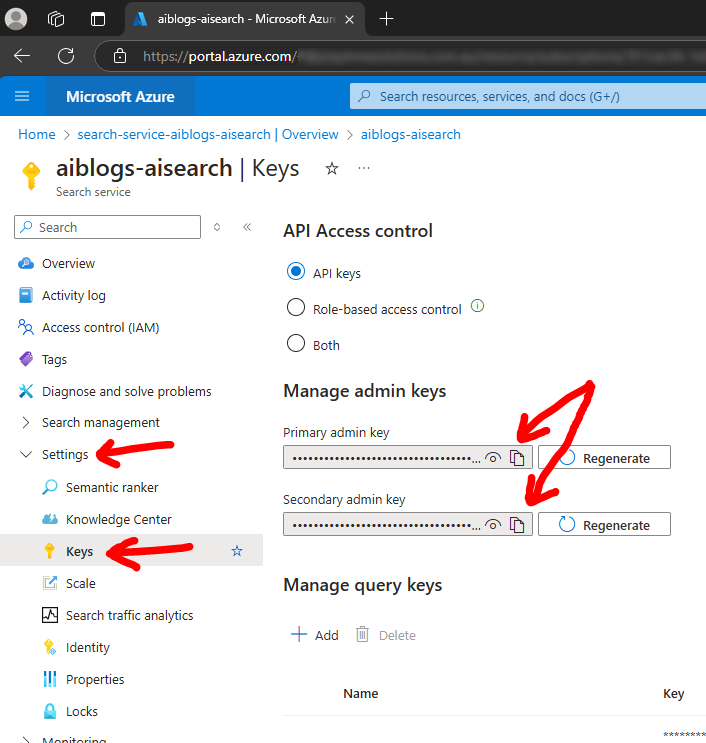 aiblogs-aisearch - Microsoft Azur
https://portal.azure.com/
Microsoft Azure
Search resources, services, and docs (G+/)
Home > search-service-aiblogs-aisearch | Overview > aiblogs-aisearch
aiblogs-aisearch | Keys
Search service
Search
Overview
Activity log
Access control (IAM)
Tags
Diagnose and solve problems
Search management
Settings
Semantic ranker
Knowledge Center
Keys
Scale
Search traffic analytics
Identity
Properties
Locks
Monitoring
API Access control
API keys
Role-based access control
Both
Manage admin keys
Primary admin key
•••••••••••••••••••••••••••••••••••...
Regenerate
Secondary admin key
•••••••••••••••••••••••••••••••••••...
Regenerate
Manage query keys
Add Delete
Name Key
********